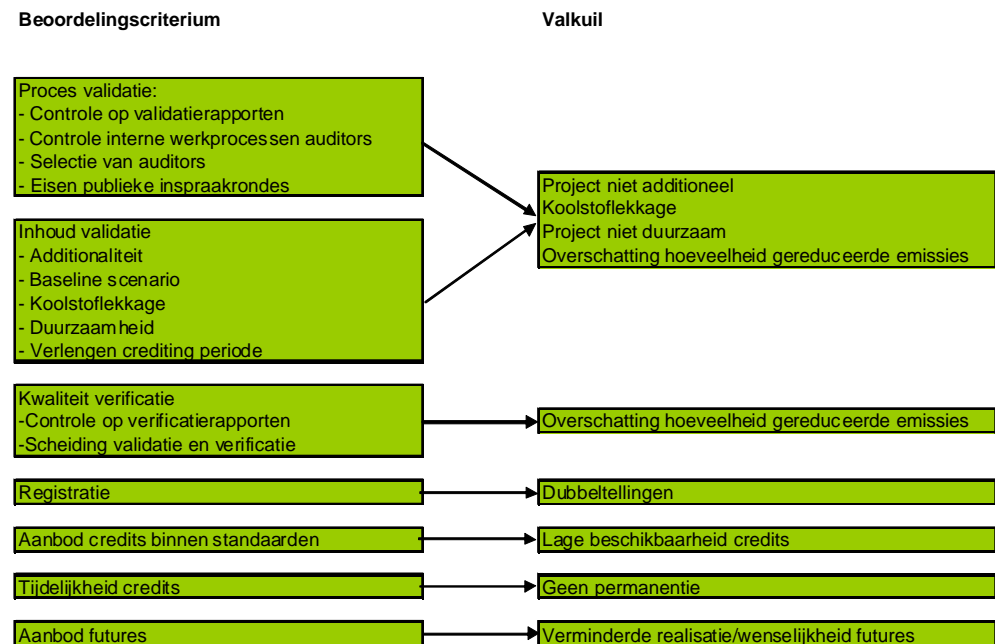 Beoordelingscriterium
Valkuil
Proces validatie:
- Controle op validatierapporten
- Controle interne werkprocessen auditors
- Selectie van auditors
- Eisen publieke inspraakrondes
Project niet additioneel
Koolstoflekkage
Project niet duurzaam
Overschatting hoeveelheid gereduceerde emissies
Inhoud validatie
- Additionaliteit
- Baseline scenario
- Koolstoflekkage
- Duurzaamheid
- Verlengen crediting periode
Kwaliteit verificatie
-Controle op verificatierapporten
-Scheiding validatie en verificatie
Overschatting hoeveelheid gereduceerde emissies
Registratie
Dubbeltellingen
Aanbod credits binnen standaarden
Lage beschikbaarheid credits
Tijdelijkheid credits
Geen permanentie
Aanbod futures
Verminderde realisatie/wenselijkheid futures